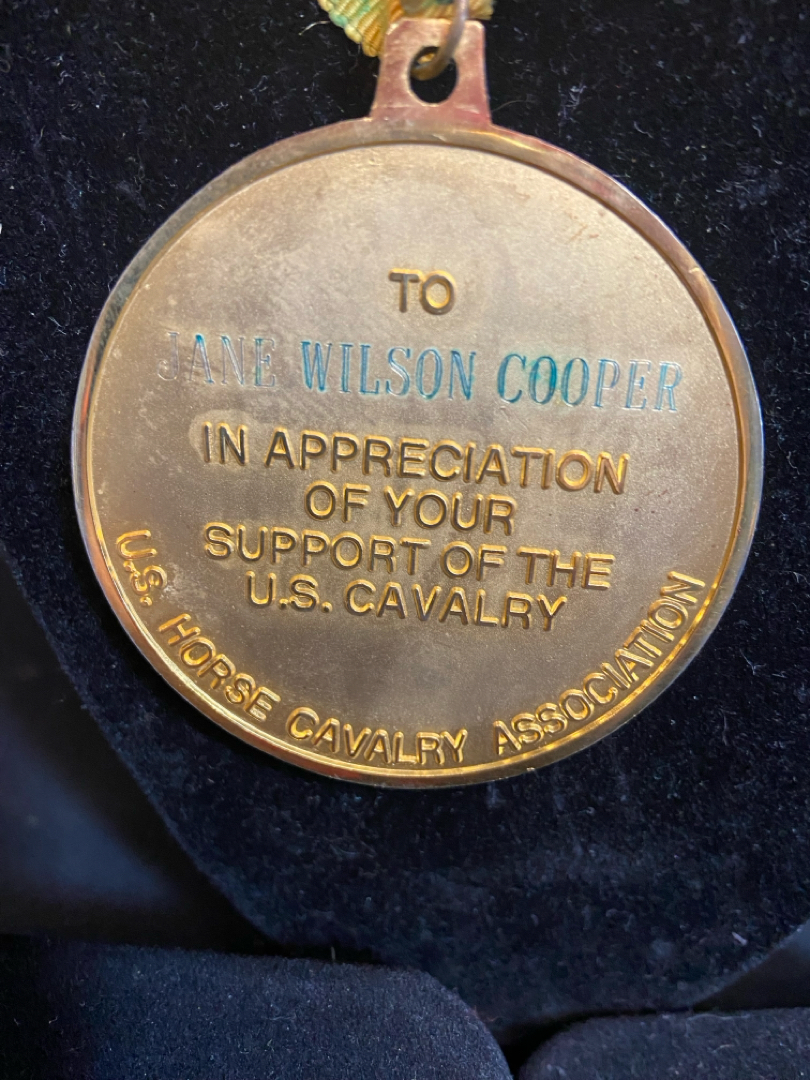 TO
JANE WILSON COOPER
IN APPRECIATION
OF YOUR
SUPPORT OF THE
U.S. CAVALRY
U.S. HORSE CAVALRY ASSOCIATION